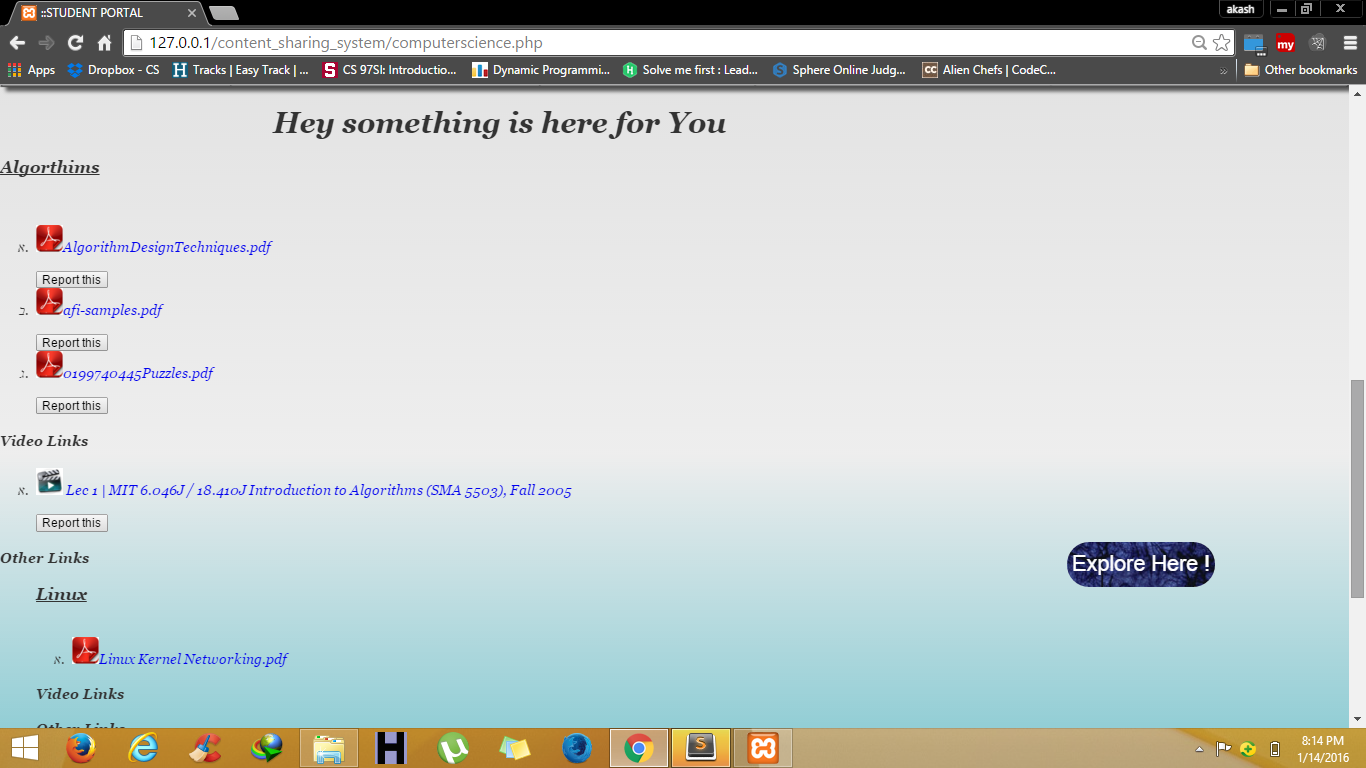 ::STUDENT PORTAL
akash
127.0.0.1/content_sharing_system/computerscience.php
my
Apps Dropbox - CS Tracks | Easy Track | ... CS 97SI: Introductio... Dynamic Programmi... Solve me first : Lead... Sphere Online Judg... CC Alien Chefs | CodeC... » Other bookmarks
Hey something is here for You
Algorthims
א. AlgorithmDesignTechniques.pdf
Report this
ב. afi-samples.pdf
Report this
ג. 0199740445Puzzles.pdf
Report this
Video Links
א. Lec 1 | MIT 6.046J / 18.410J Introduction to Algorithms (SMA 5503), Fall 2005
Report this
Other Links
Explore Here !
Linux
א. Linux Kernel Networking.pdf
Video Links
Other Links
8:14 PM
1/14/2016